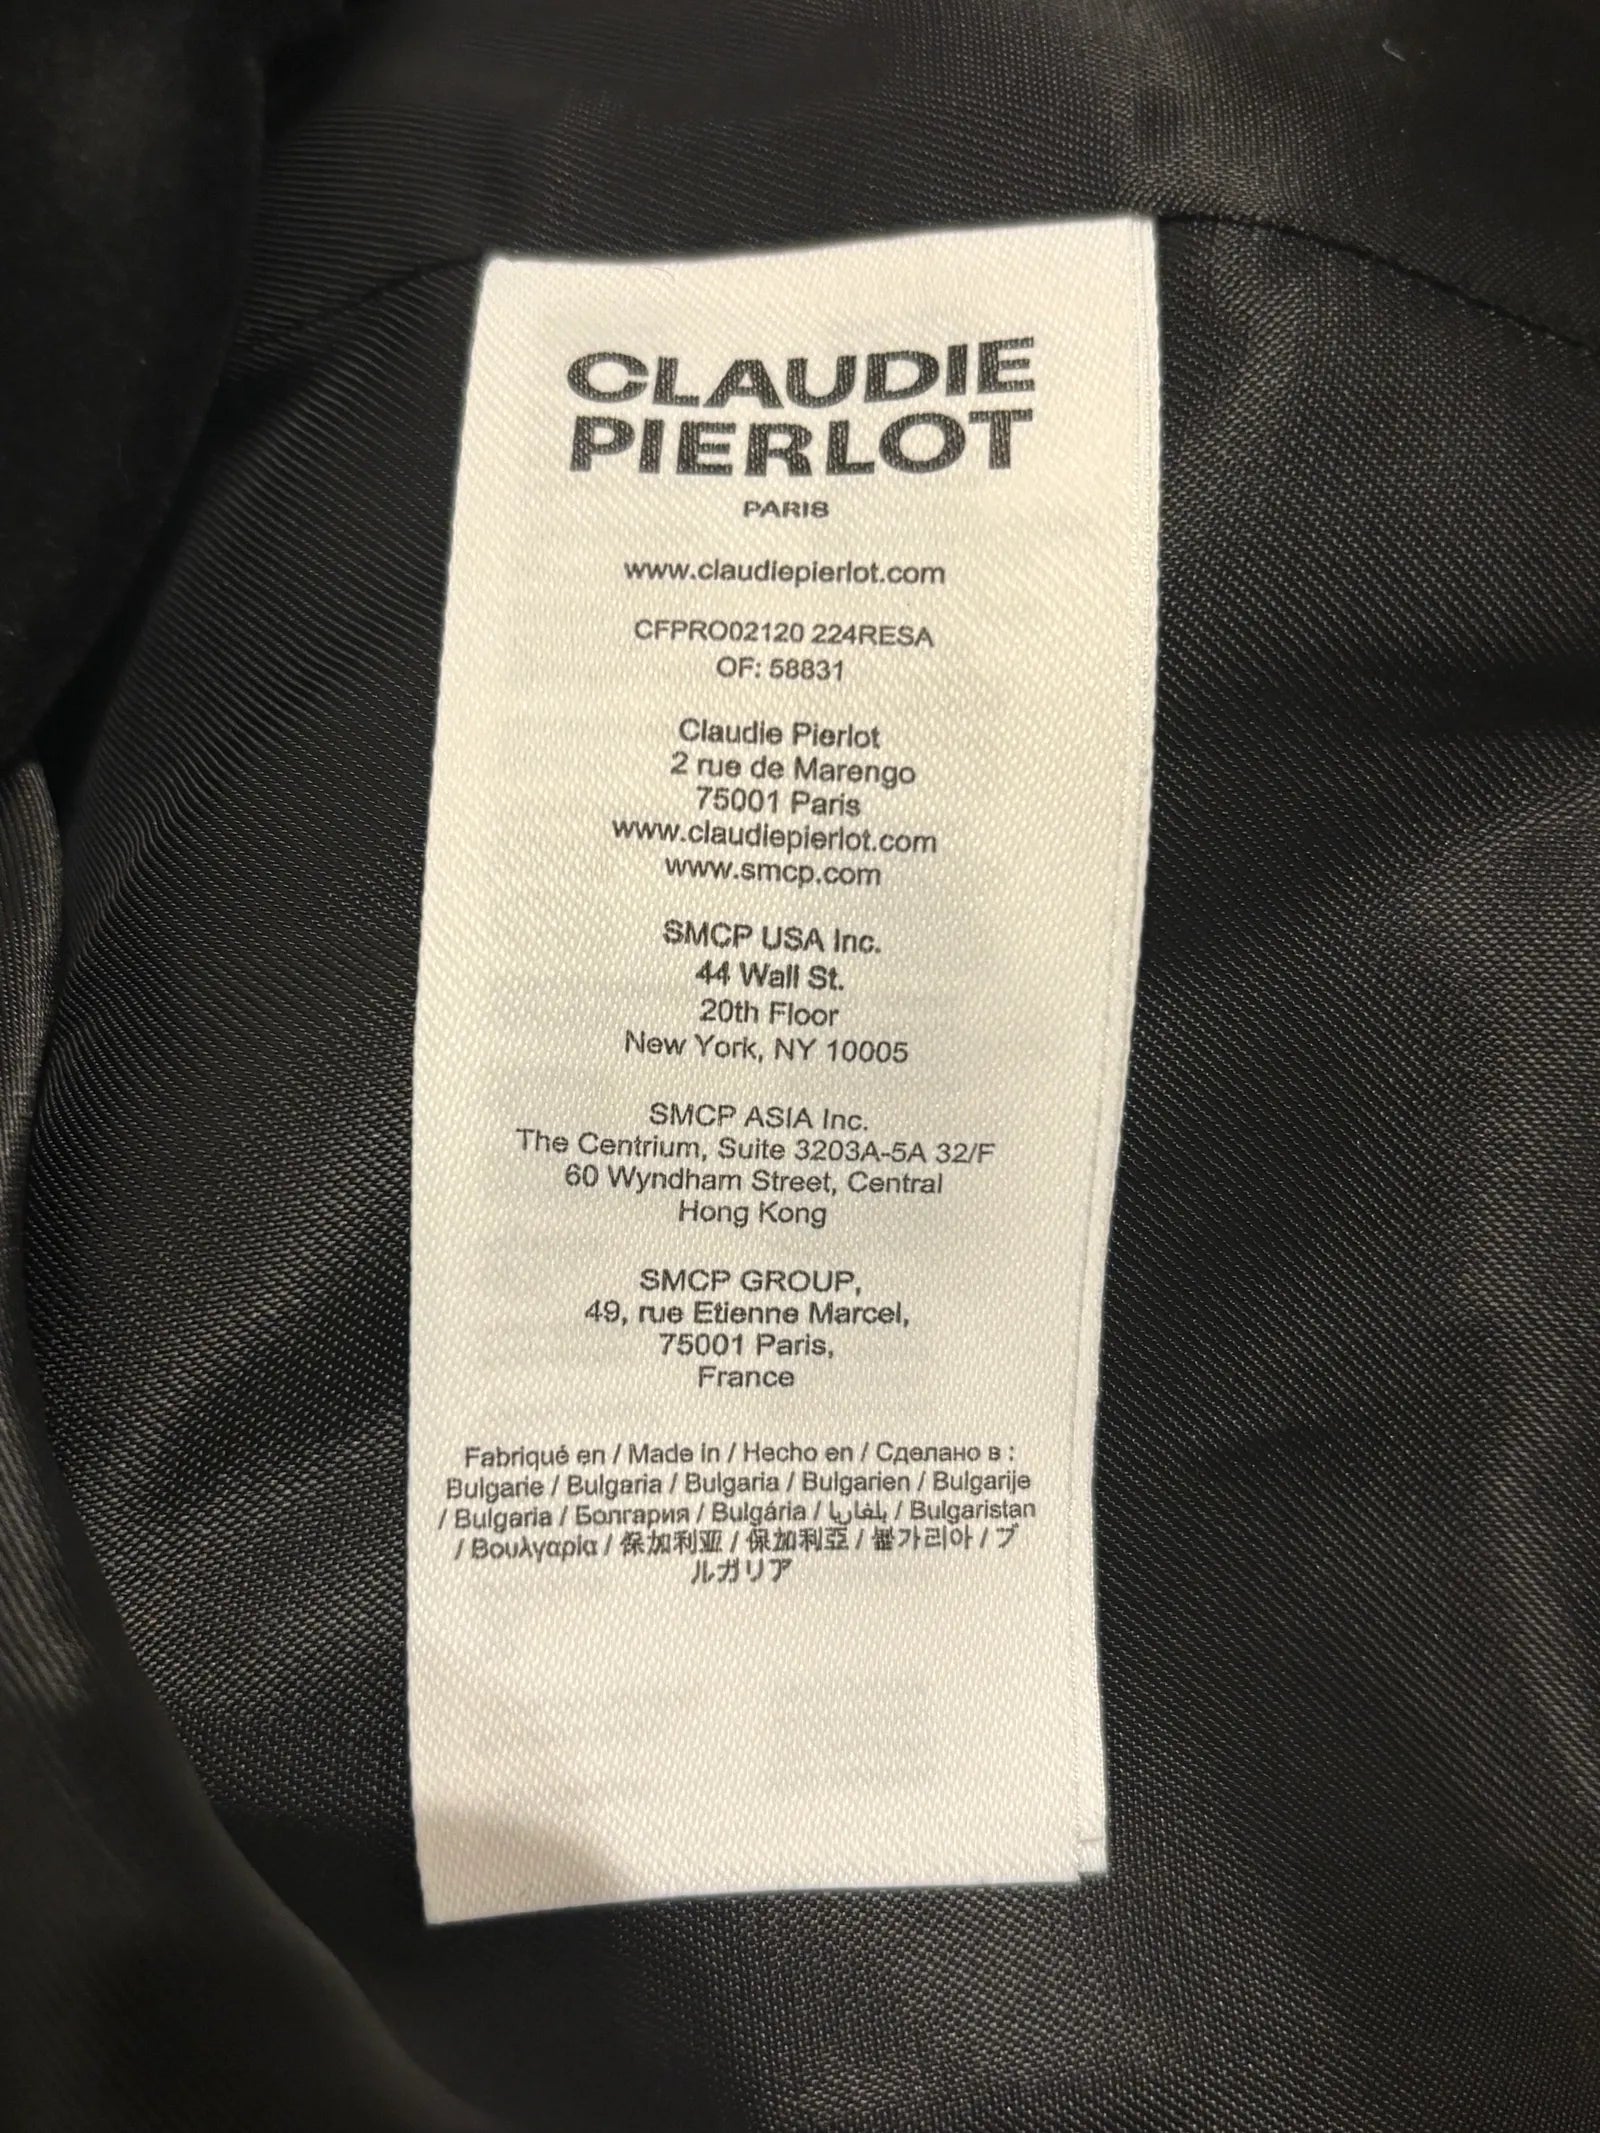 CLAUDIE
PIERLOT
PARIS
www.claudiepierlot.com
CFPRO02120 224RESA
OF: 58831
Claudie Pierlot
2 rue de Marengo
75001 Paris
www.claudiepierlot.com
www.smcp.com
SMCP USA Inc.
44 Wall St.
20th Floor
New York, NY 10005
SMCP ASIA Inc.
The Centrium, Suite 3203A-5A 32/F
60 Wyndham Street, Central
Hong Kong
SMCP GROUP,
49, rue Etienne Marcel,
75001 Paris,
France
Fabriqué en / Made in / Hecho en / Сделано в :
Bulgarie / Bulgaria / Bulgaria / Bulgarien / Bulgarije
/ Bulgaria / Болгария / Bulgária / بلغاريا / Bulgaristan
/ Βουλγαρία / 保加利亚 / 保加利亞 / 불가리아 / ブ
ルガリア